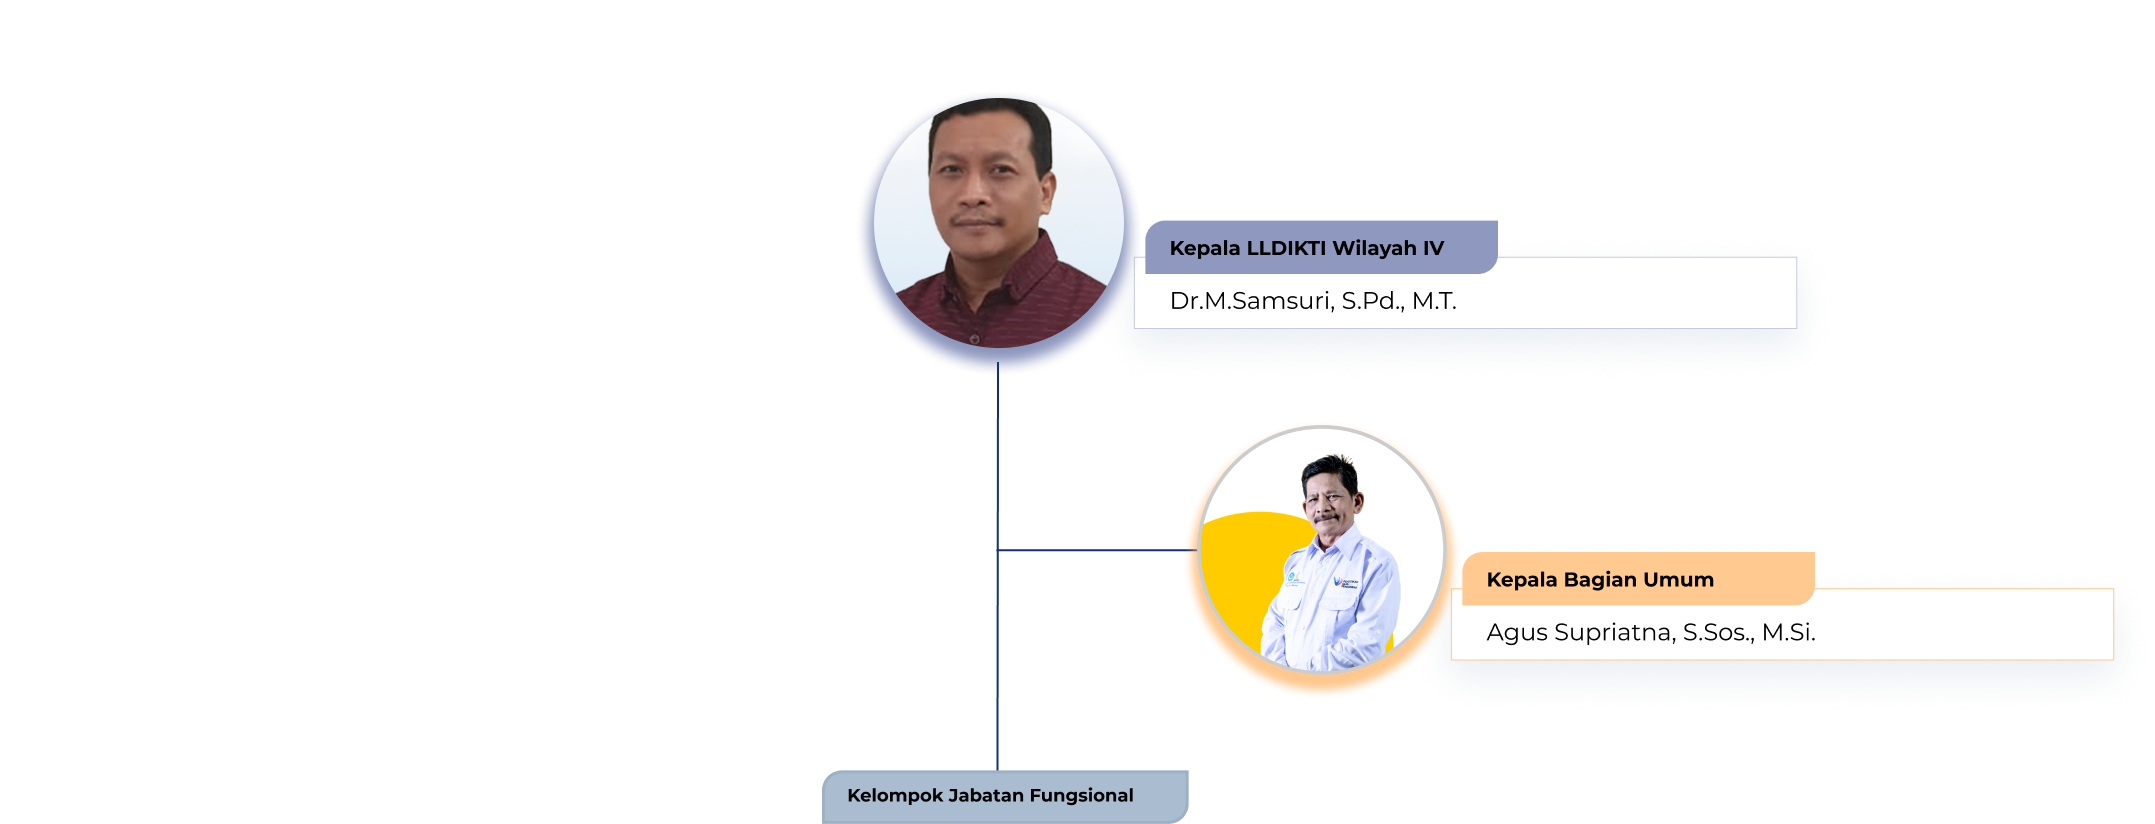 Kepala LLDIKTI Wilayah IV
Dr.M.Samsuri, S.Pd., M.T.
Kepala Bagian Umum
Agus Supriatna, S.Sos., M.Si.
Kelompok Jabatan Fungsional